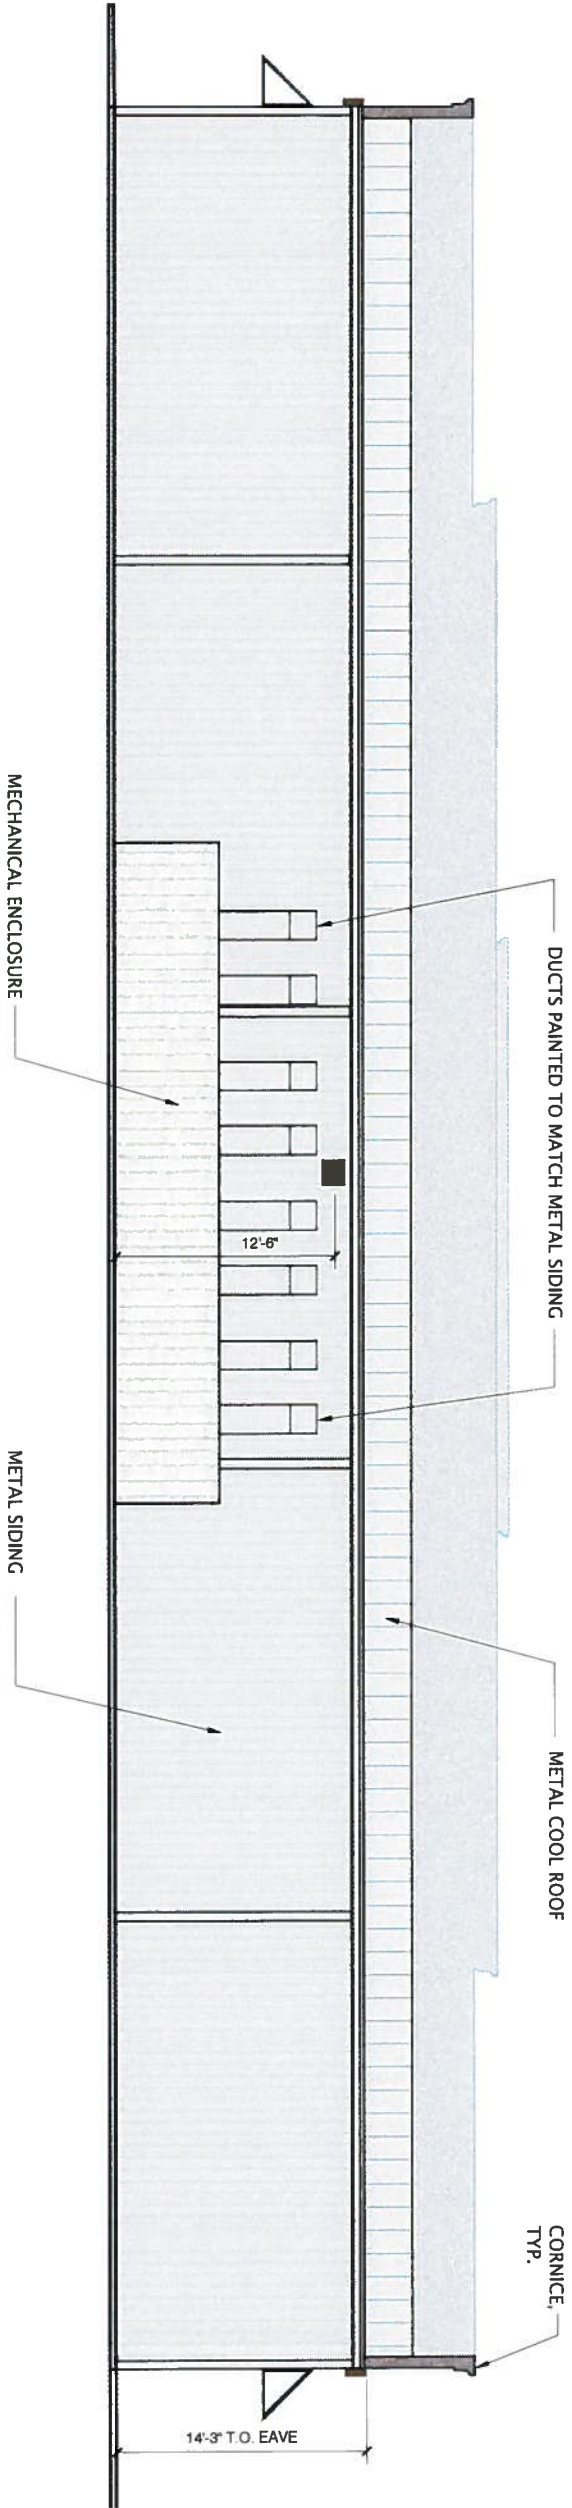 DUCTS PAINTED TO MATCH METAL SIDING
METAL COOL ROOF
CORNICE,
TYP.
12'-6"
14'-3" T.O. EAVE
MECHANICAL ENCLOSURE
METAL SIDING